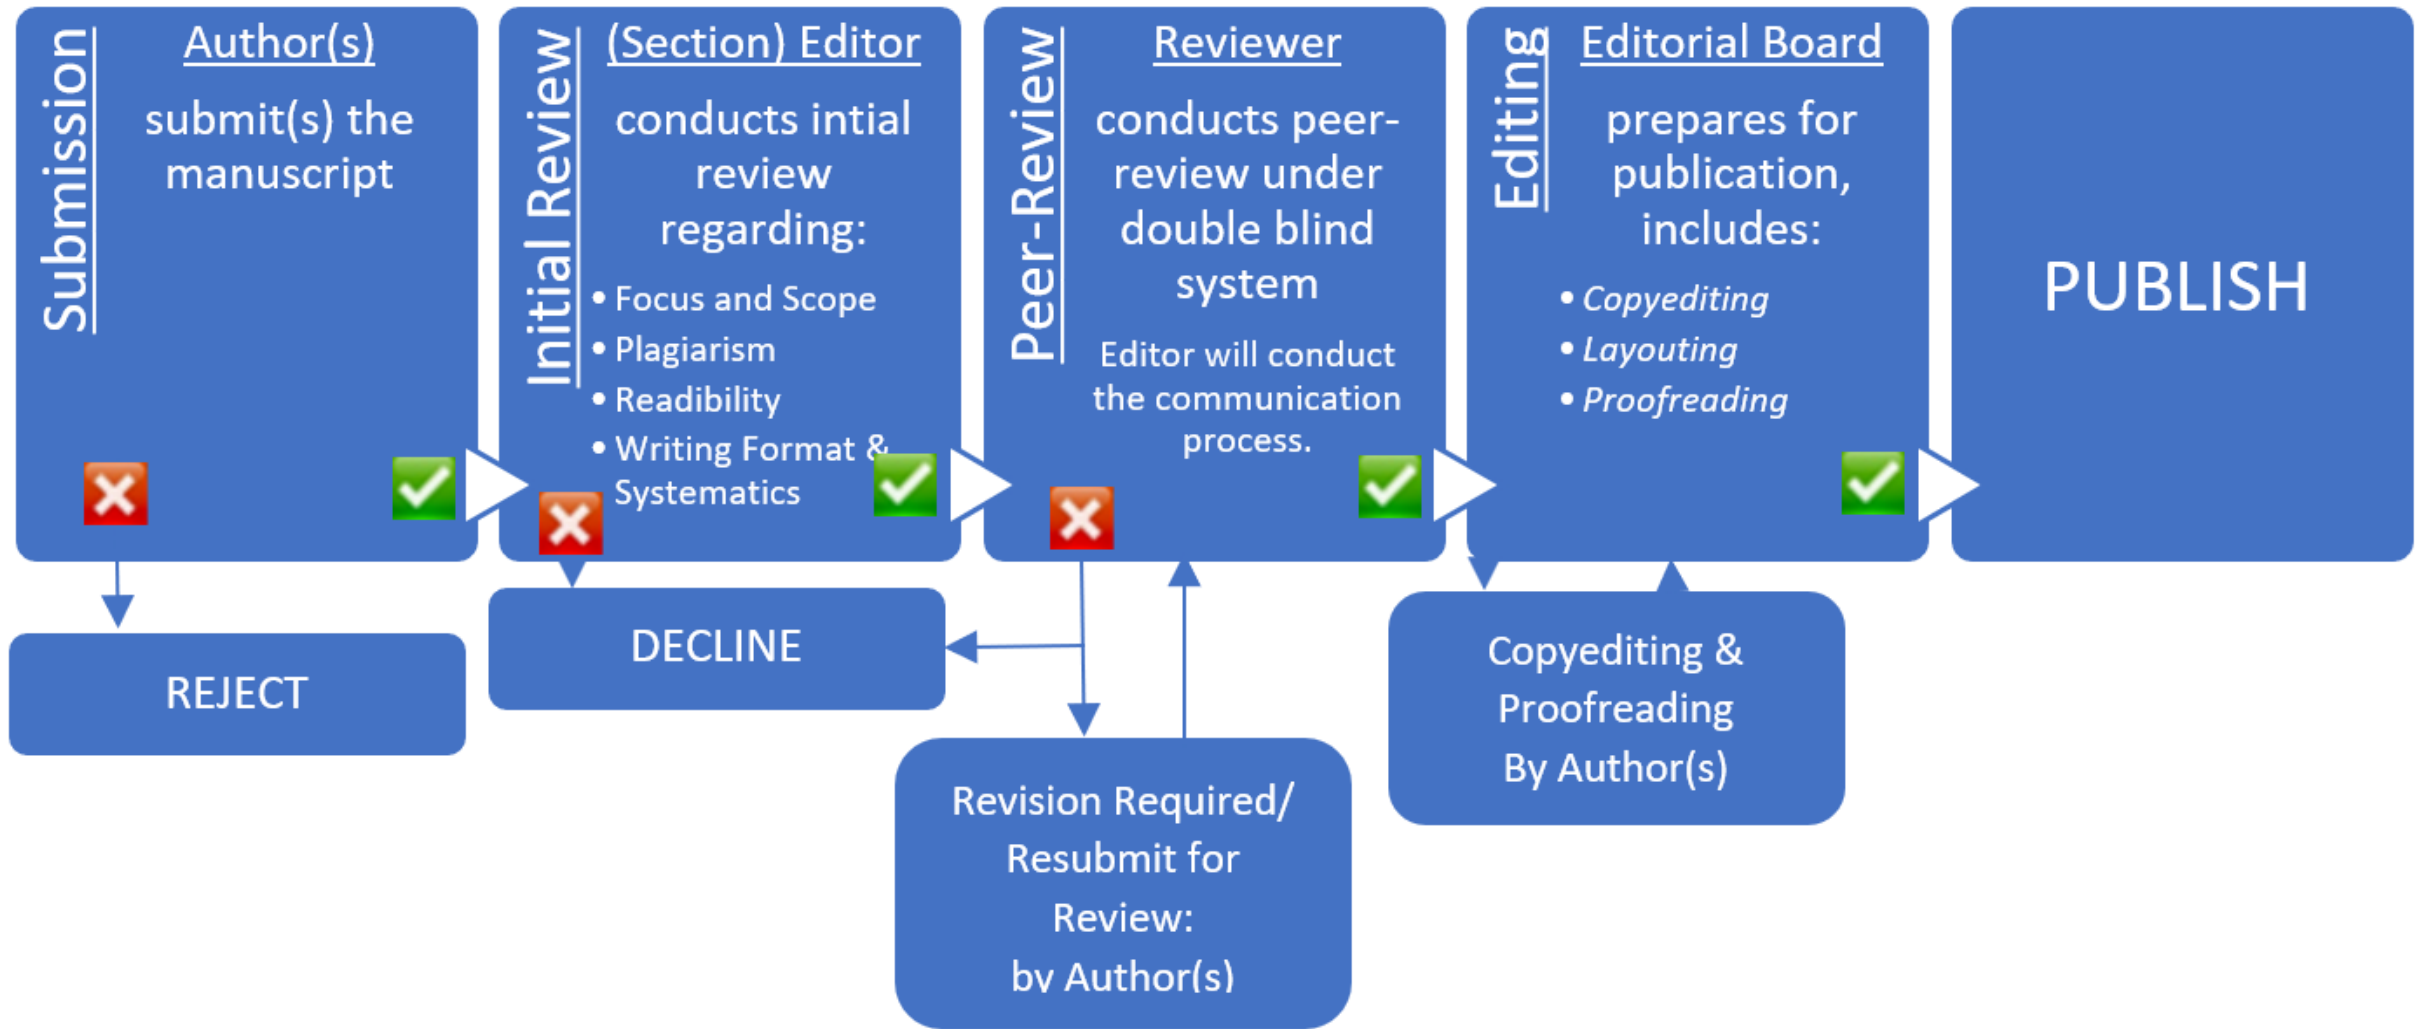 Submission
Author(s)
submit(s) the
manuscript
Initial Review
(Section) Editor
conducts intial
review
regarding:
• Focus and Scope
• Plagiarism
• Readibility
• Writing Format &
Systematics
Peer-Review
Reviewer
conducts peer-
review under
double blind
system
Editor will conduct
the communication
process.
Editing
Editorial Board
prepares for
publication,
includes:
• Copyediting
• Layouting
• Proofreading
PUBLISH
REJECT
DECLINE
Revision Required/
Resubmit for
Review:
by Author(s)
Copyediting &
Proofreading
By Author(s)